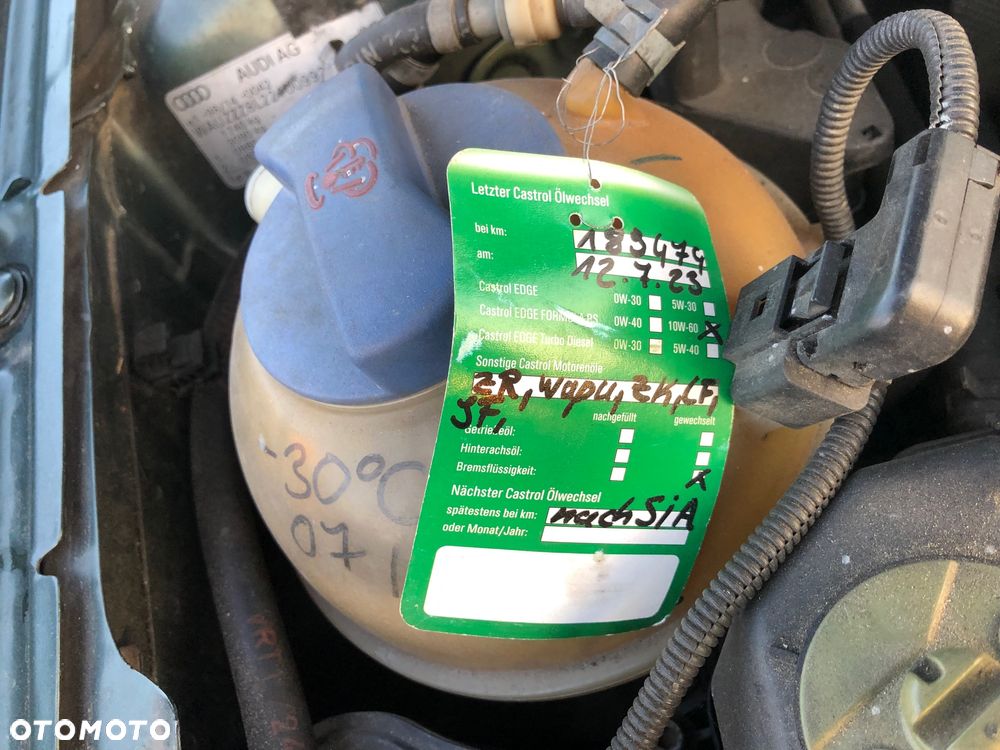 AUDI AG
Letzter Castrol Ölwechsel
bei km: 189474
am: 12.7.23
Castrol EDGE 0W-30 5W-30
Castrol EDGE FORMULA RS 0W-40 10W-60 X
Castrol EDGE Turbo Diesel 0W-30 5W-40
Sonstige Castrol Motorenöle
ZR, Wapu, ZK, LF,
nachgefüllt gewechselt
Getriebeöl:
Hinterachsöl:
Bremsflüssigkeit: X
Nächster Castrol Ölwechsel
spätestens bei km: nach SiA
oder Monat/Jahr:
-30°C
07
OTOMOTO